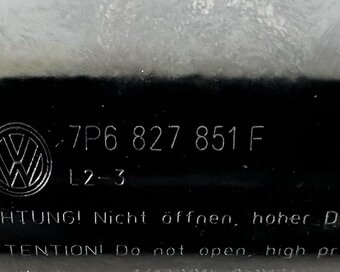 7P6 827 851 F
L2-3
HTUNG! Nicht öffnen, hoher D
TENTION! Do not open, high pr